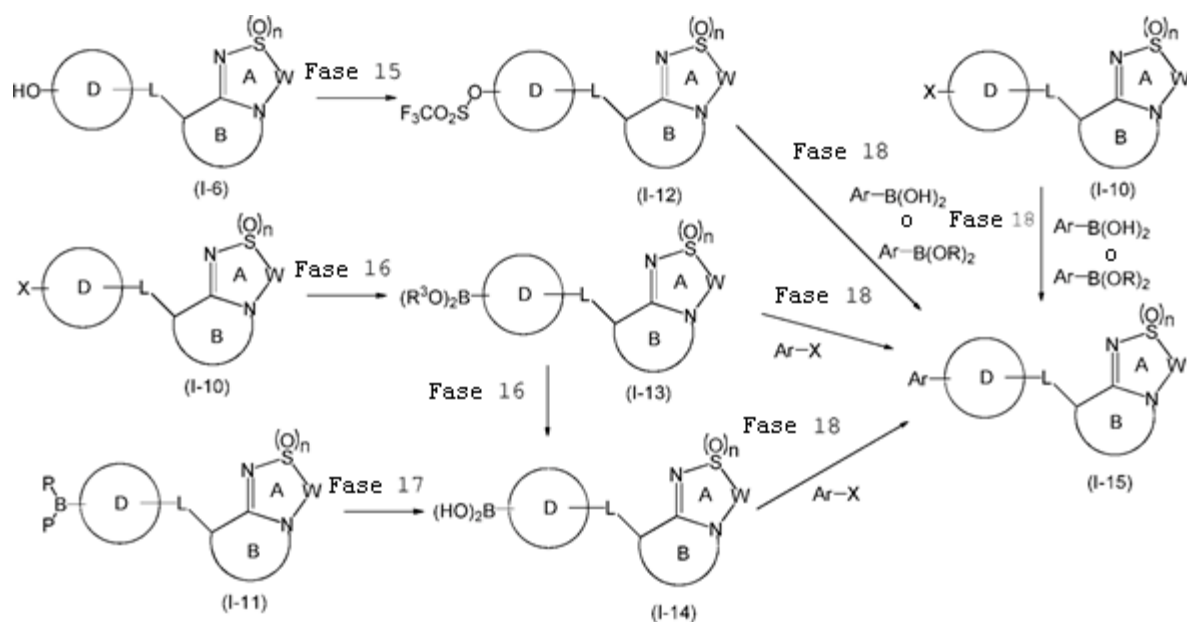 HO D L N S (O)n A W N B
(I-6)
Fase 15
F3CO2S O D L N S (O)n A W N B
(I-12)
X D L N S (O)n A W N B
(I-10)
Fase 18
Ar-B(OH)2
o
Ar-B(OR)2
Fase 18
Ar-B(OH)2
o
Ar-B(OR)2
X D L N S (O)n A W N B
(I-10)
Fase 16
(R3O)2B D L N S (O)n A W N B
(I-13)
Fase 18
Ar-X
Ar D L N S (O)n A W N B
(I-15)
Fase 16
P P B D L N S (O)n A W N B
(I-11)
Fase 17
(HO)2B D L N S (O)n A W N B
(I-14)
Fase 18
Ar-X